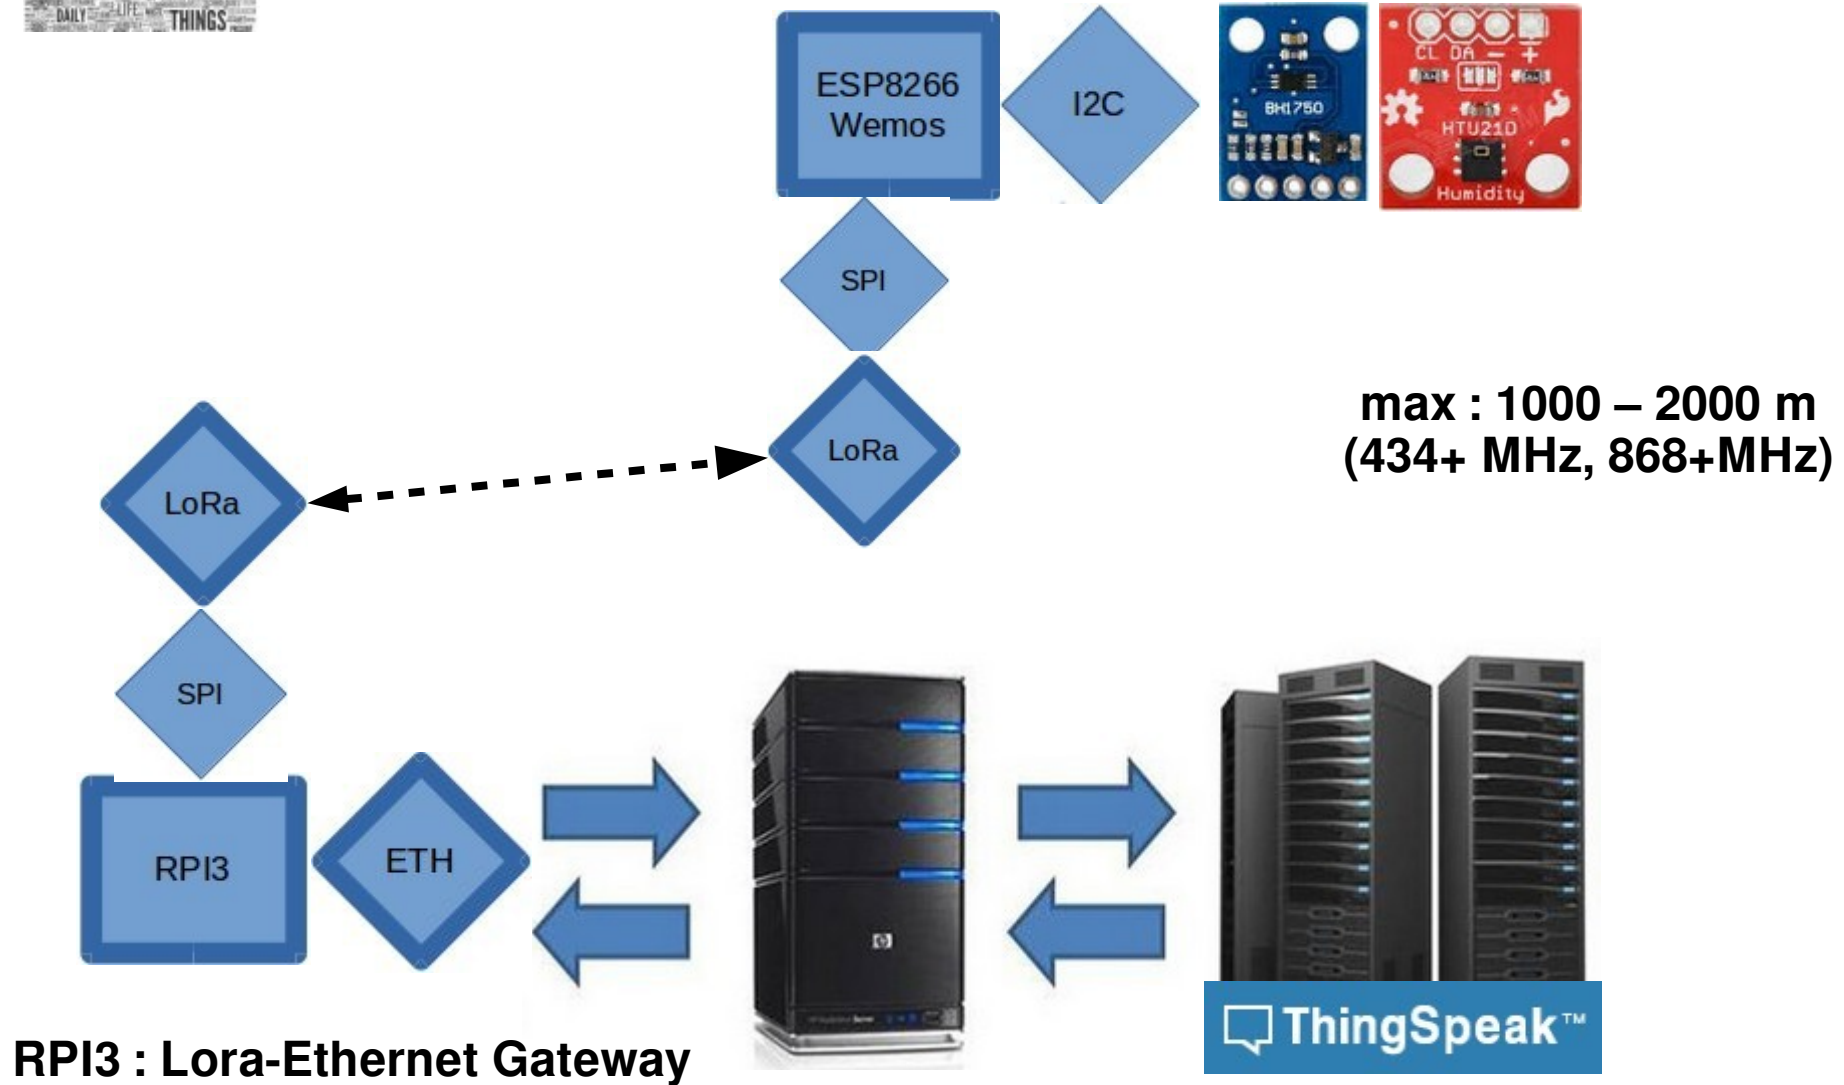 DAILY LIFE THINGS
ESP8266
Wemos
I2C
BH1750
CL DA - +
HTU21D
Humidity
SPI
LoRa
max : 1000 – 2000 m
(434+ MHz, 868+MHz)
LoRa
SPI
RPI3
ETH
hp
ThingSpeak™
RPI3 : Lora-Ethernet Gateway